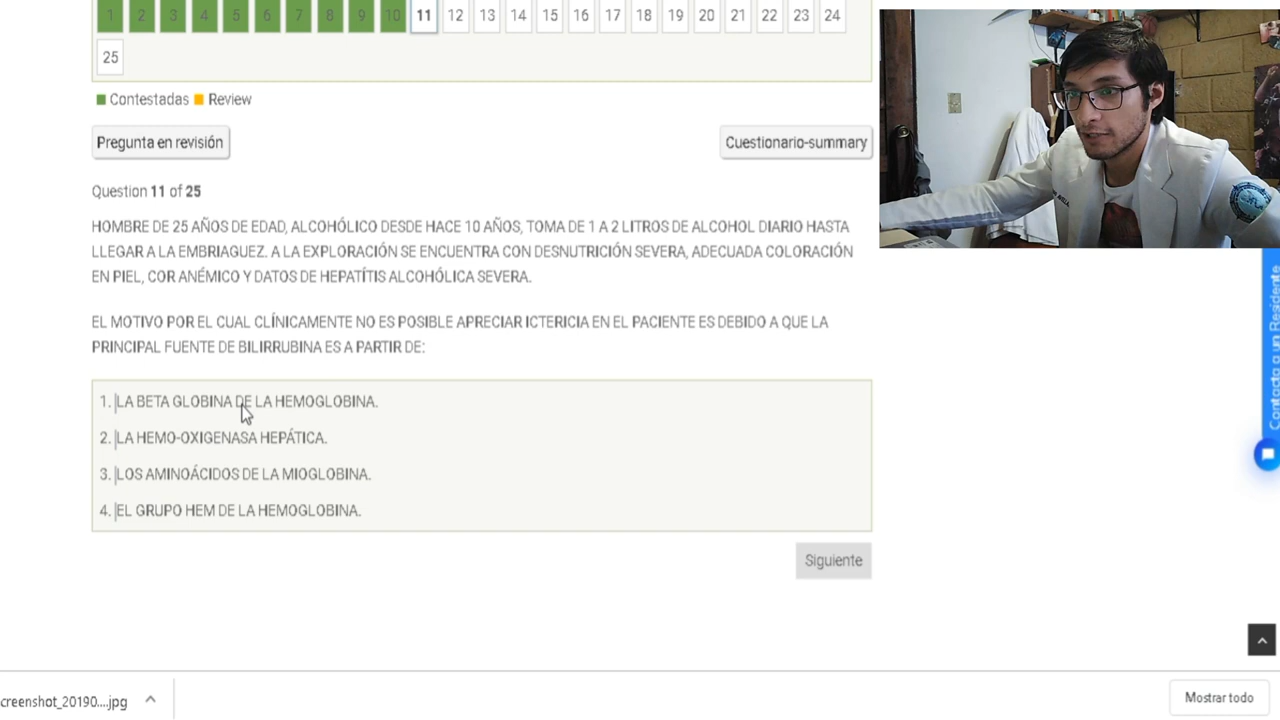 1 2 3 4 5 6 7 8 9 10 11 12 13 14 15 16 17 18 19 20 21 22 23 24
25
Contestadas Review
Pregunta en revisión Cuestionario-summary
Question 11 of 25
HOMBRE DE 25 AÑOS DE EDAD, ALCOHÓLICO DESDE HACE 10 AÑOS, TOMA DE 1 A 2 LITROS DE ALCOHOL DIARIO HASTA
LLEGAR A LA EMBRIAGUEZ. A LA EXPLORACIÓN SE ENCUENTRA CON DESNUTRICIÓN SEVERA, ADECUADA COLORACIÓN
EN PIEL, COR ANÉMICO Y DATOS DE HEPATÍTIS ALCOHÓLICA SEVERA.
EL MOTIVO POR EL CUAL CLÍNICAMENTE NO ES POSIBLE APRECIAR ICTERICIA EN EL PACIENTE ES DEBIDO A QUE LA
PRINCIPAL FUENTE DE BILIRRUBINA ES A PARTIR DE:
1. LA BETA GLOBINA DE LA HEMOGLOBINA.
2. LA HEMO-OXIGENASA HEPÁTICA.
3. LOS AMINOÁCIDOS DE LA MIOGLOBINA.
4. EL GRUPO HEM DE LA HEMOGLOBINA.
Siguiente
Contacta a un Residente
creenshot_20190....jpg
Mostrar todo